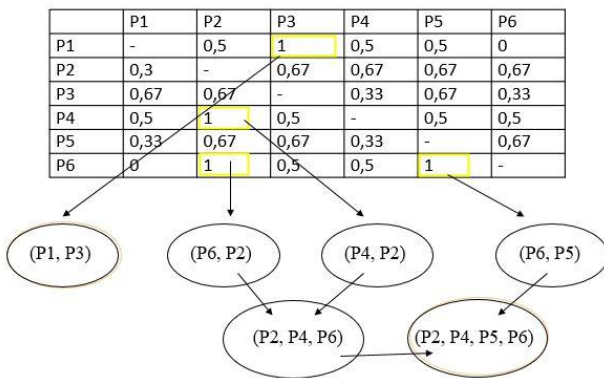 P1 P2 P3 P4 P5 P6
P1 - 0,5 1 0,5 0,5 0
P2 0,3 - 0,67 0,67 0,67 0,67
P3 0,67 0,67 - 0,33 0,67 0,33
P4 0,5 1 0,5 - 0,5 0,5
P5 0,33 0,67 0,67 0,33 - 0,67
P6 0 1 0,5 0,5 1 -
(P1, P3) (P6, P2) (P4, P2) (P6, P5)
(P2, P4, P6) (P2, P4, P5, P6)